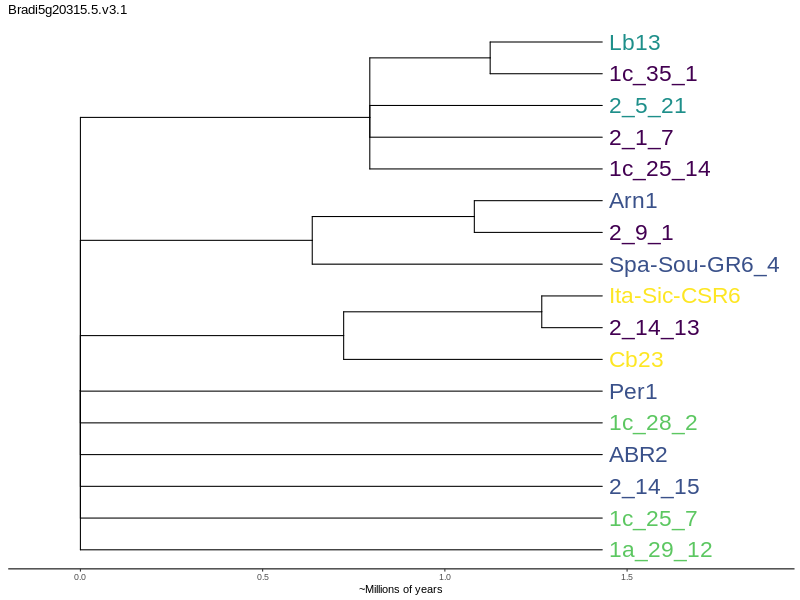 Bradi5g20315.5.v3.1
Lb13
1c_35_1
2_5_21
2_1_7
1c_25_14
Arn1
2_9_1
Spa-Sou-GR6_4
Ita-Sic-CSR6
2_14_13
Cb23
Per1
1c_28_2
ABR2
2_14_15
1c_25_7
1a_29_12
0.0 0.5 1.0 1.5
~Millions of years